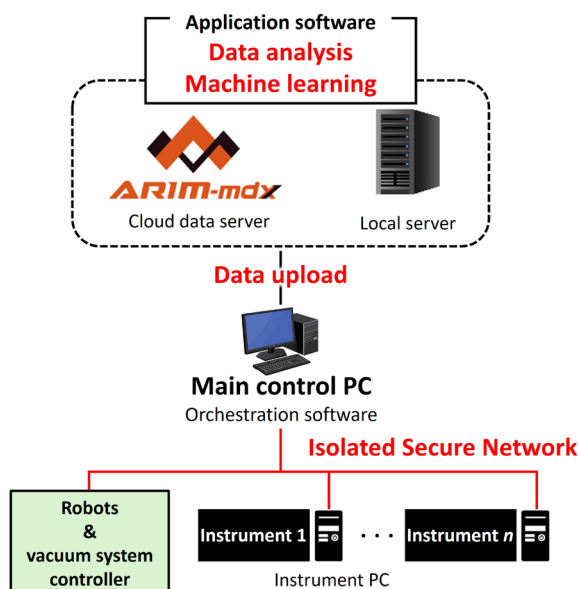 Application software
Data analysis
Machine learning
ARIM-mdx
Cloud data server
Local server
Data upload
Main control PC
Orchestration software
Isolated Secure Network
Robots
&
vacuum system
controller
Instrument 1
· · ·
Instrument n
Instrument PC